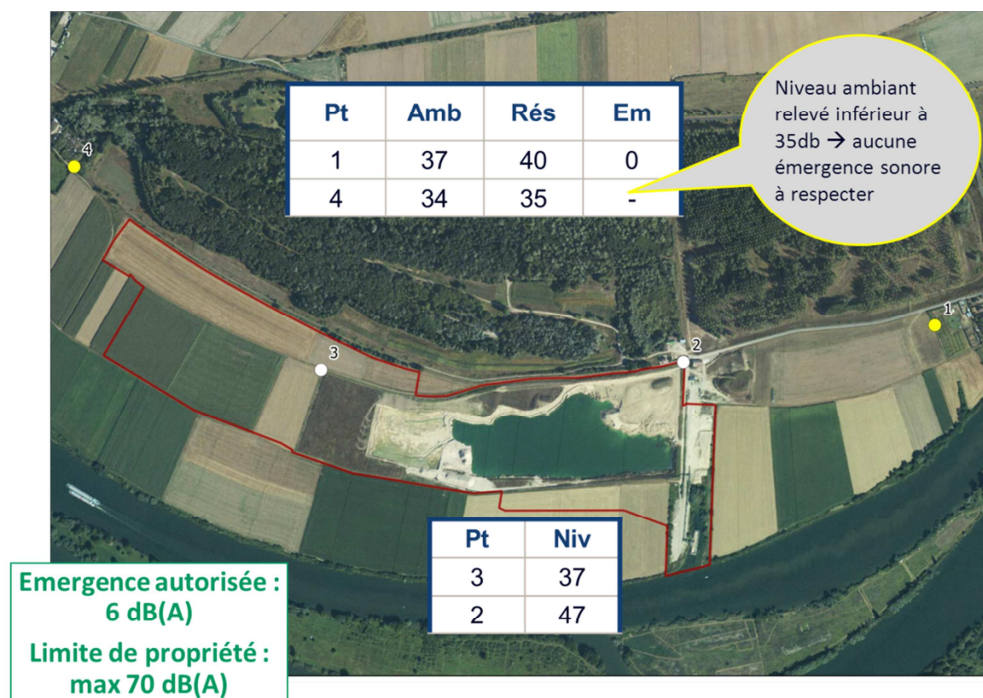 Pt Amb Rés Em
1 37 40 0
4 34 35 -
Niveau ambiant
relevé inférieur à
35db → aucune
émergence sonore
à respecter
4
1
2
3
Pt Niv
3 37
2 47
Emergence autorisée :
6 dB(A)
Limite de propriété :
max 70 dB(A)